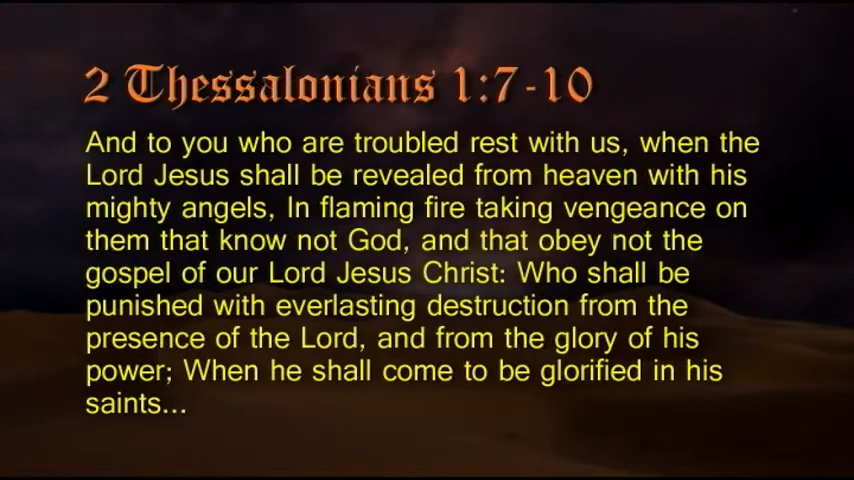 2 Thessalonians 1:7-10
And to you who are troubled rest with us, when the
Lord Jesus shall be revealed from heaven with his
mighty angels, In flaming fire taking vengeance on
them that know not God, and that obey not the
gospel of our Lord Jesus Christ: Who shall be
punished with everlasting destruction from the
presence of the Lord, and from the glory of his
power; When he shall come to be glorified in his
saints...